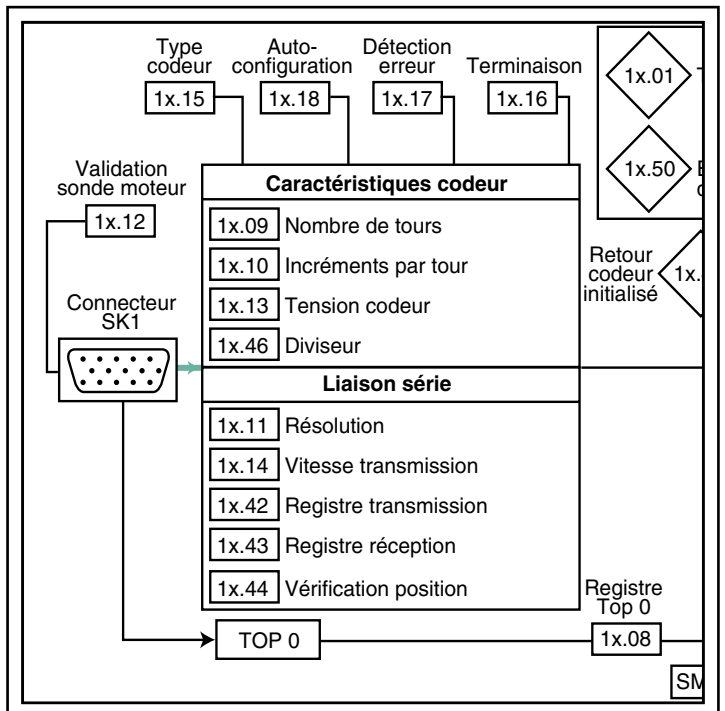 Type
codeur
1x.15
Auto-
configuration
1x.18
Détection
erreur
1x.17
Terminaison
1x.16
1x.01
1x.50
Validation
sonde moteur
1x.12
Connecteur
SK1
Caractéristiques codeur
1x.09 Nombre de tours
1x.10 Incréments par tour
1x.13 Tension codeur
1x.46 Diviseur
Liaison série
1x.11 Résolution
1x.14 Vitesse transmission
1x.42 Registre transmission
1x.43 Registre réception
1x.44 Vérification position
Retour
codeur
initialisé
1x.
TOP 0
Registre
Top 0
1x.08
SM